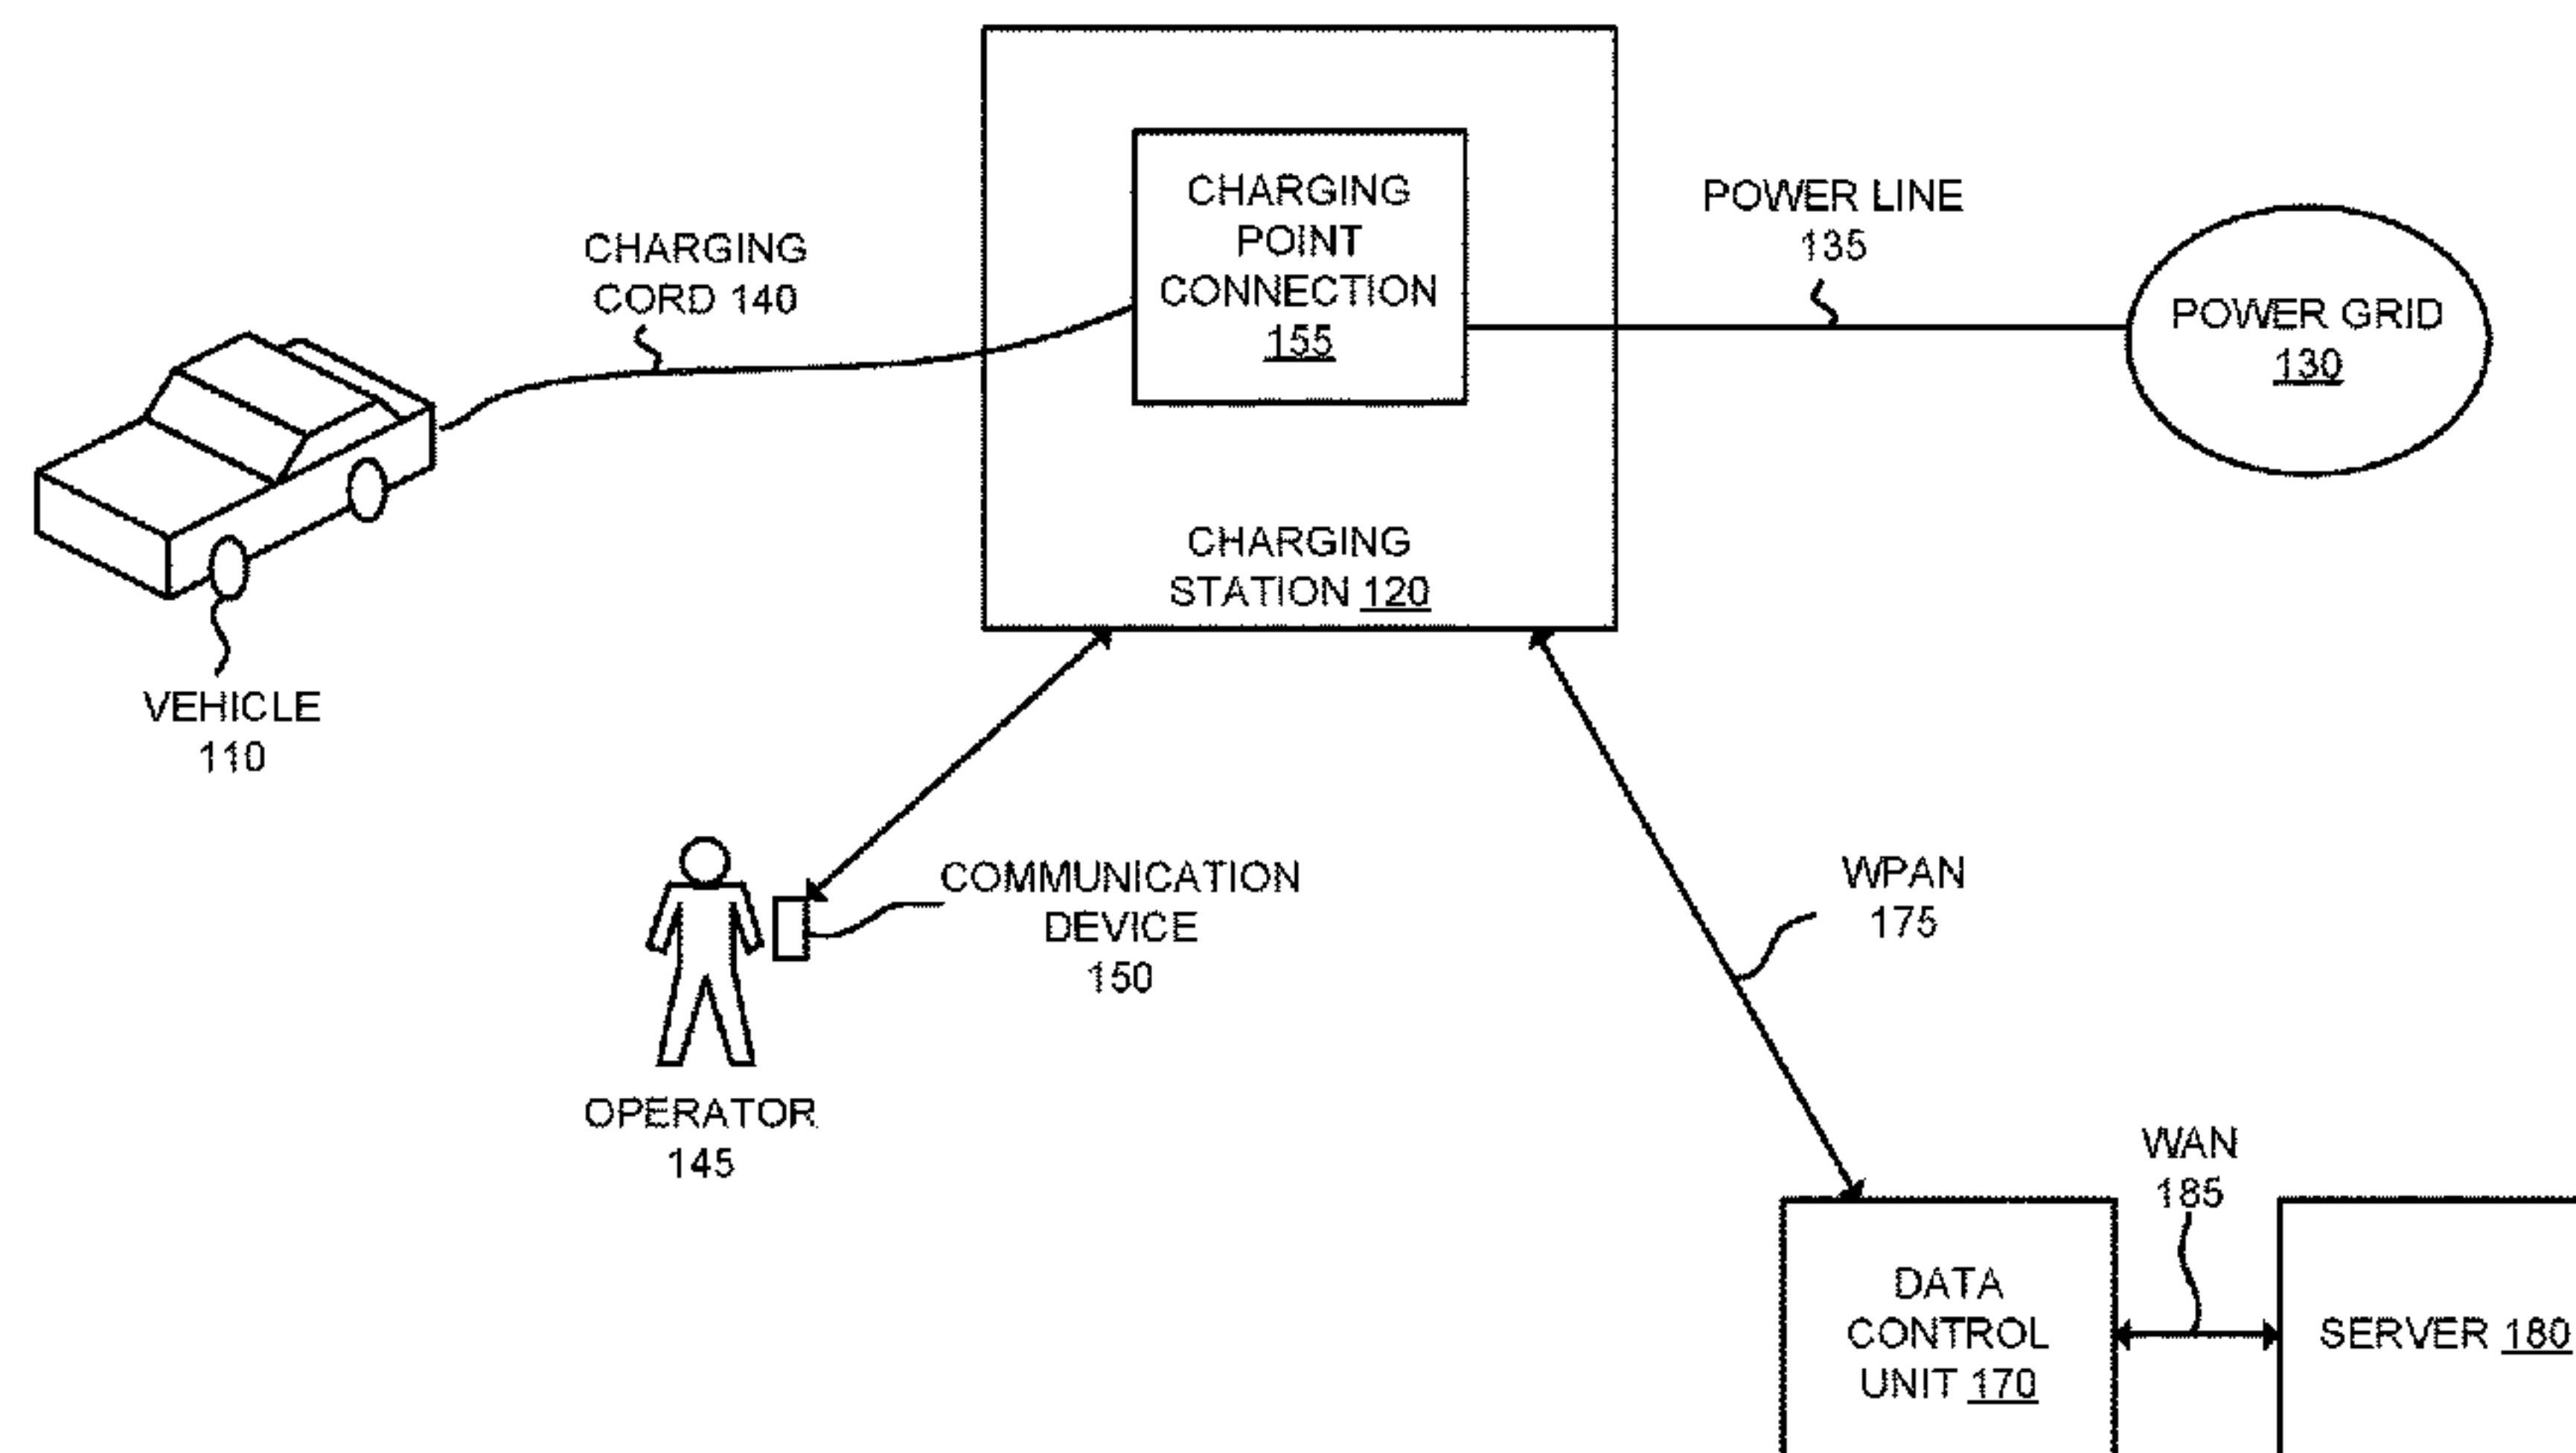 CHARGING
POINT
CONNECTION
155
POWER LINE
135
CHARGING
CORD 140
POWER GRID
130
CHARGING
STATION 120
VEHICLE
110
COMMUNICATION
DEVICE
150
WPAN
175
OPERATOR
145
WAN
185
DATA
CONTROL
UNIT 170
SERVER 180